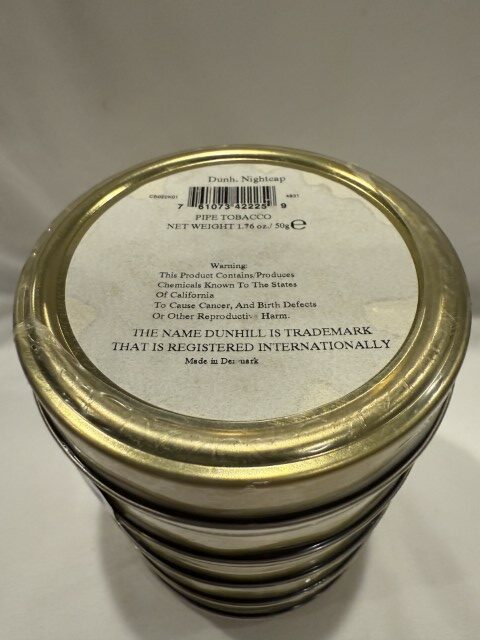 Dunh. Nightcap
7 61073 42225 9
PIPE TOBACCO
NET WEIGHT 1.76 oz./ 50g℮
Warning:
This Product Contains/Produces
Chemicals Known To The States
Of California
To Cause Cancer, And Birth Defects
Or Other Reproductive Harm.
THE NAME DUNHILL IS TRADEMARK
THAT IS REGISTERED INTERNATIONALLY
Made in Denmark